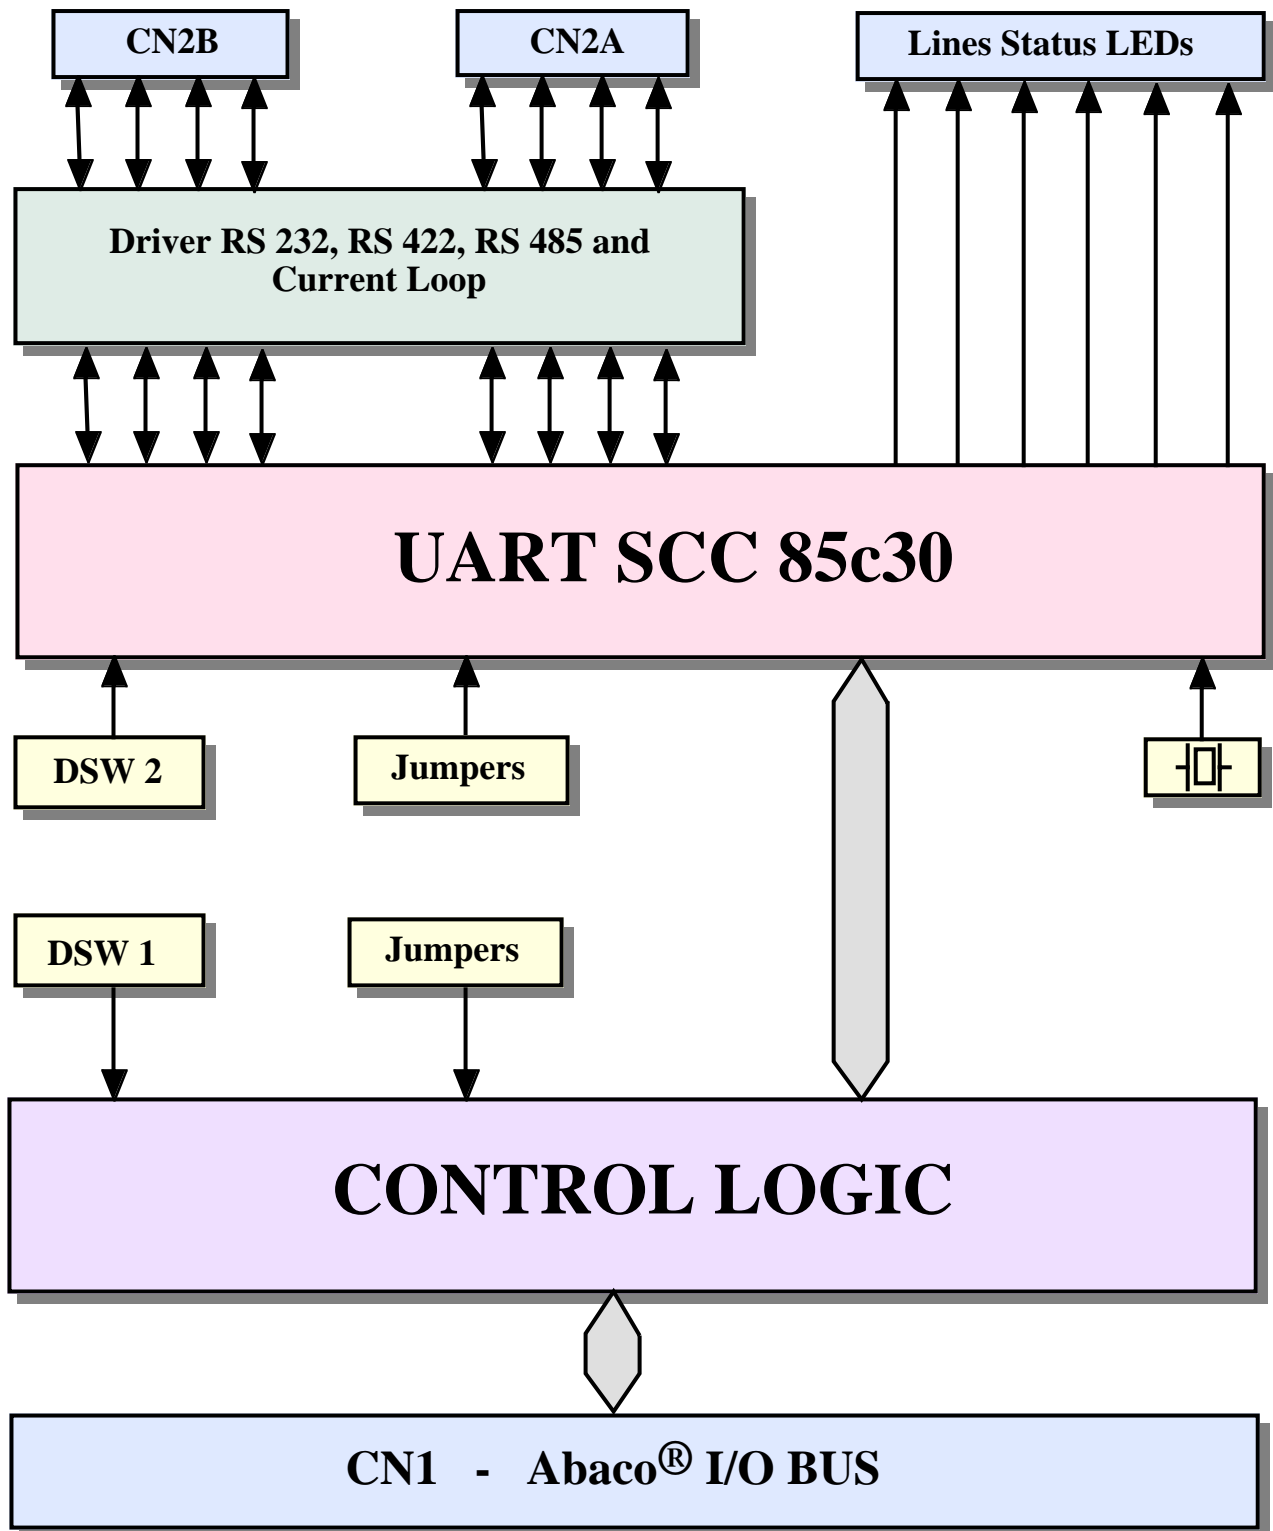 CN2B
CN2A
Lines Status LEDs
Driver RS 232, RS 422, RS 485 and
Current Loop
UART SCC 85c30
DSW 2
Jumpers
DSW 1
Jumpers
CONTROL LOGIC
CN1 - Abaco® I/O BUS